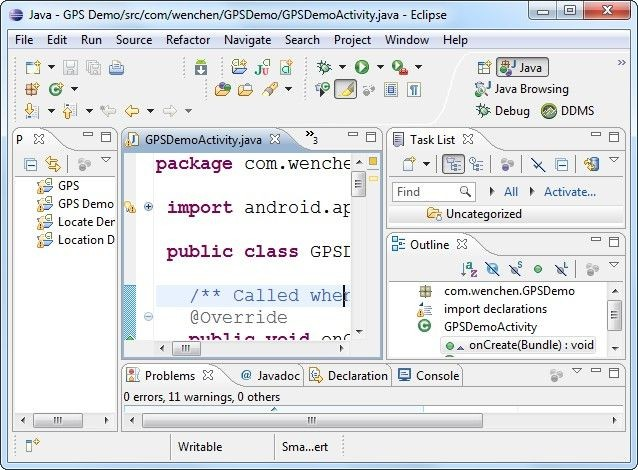 Java - GPS Demo/src/com/wenchen/GPSDemo/GPSDemoActivity.java - Eclipse
File Edit Run Source Refactor Navigate Search Project Window Help
Java
Java Browsing
Debug DDMS
P
GPS
GPS Demo
Locate Der
Location D
GPSDemoActivity.java
»3
package com.wenche
import android.ap
public class GPSD
/** Called wher
@Override
public void onC
Task List
Find All Activate...
Uncategorized
Outline
com.wenchen.GPSDemo
import declarations
GPSDemoActivity
onCreate(Bundle) : void
Problems @ Javadoc Declaration Console
0 errors, 11 warnings, 0 others
Writable Sma...ert